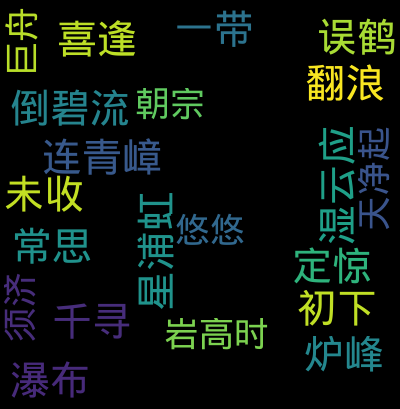 巨舟
喜逢
一带
误鹤
翻浪
倒碧流
朝宗
连青嶂
湿云应
天净起
未收
星浦虹
悠悠
常思
定惊
须济
千寻
初下
岩高时
炉峰
瀑布